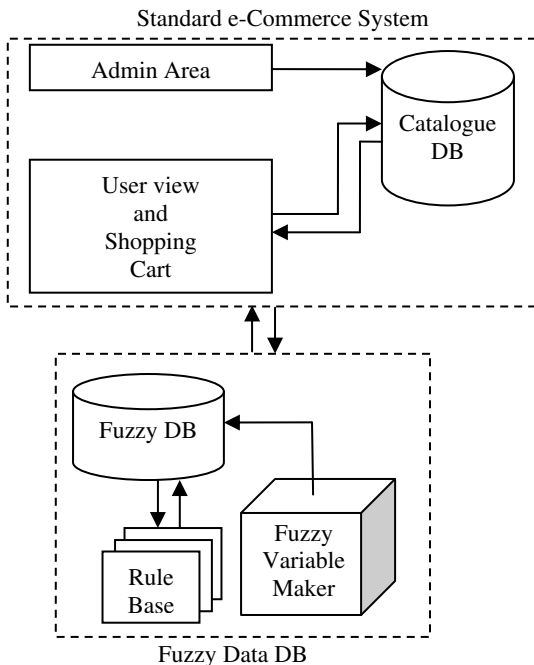 Standard e-Commerce System
Admin Area
Catalogue
DB
User view
and
Shopping
Cart
Fuzzy DB
Fuzzy
Variable
Maker
Rule
Base
Fuzzy Data DB